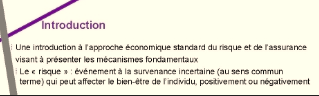 Introduction
Une introduction à l'approche économique standard du risque et de l'assurance
visant à présenter les mécanismes fondamentaux
Le « risque » : événement à la survenance incertaine (au sens commun
terme) qui peut affecter le bien-être de l'individu, positivement ou négativement